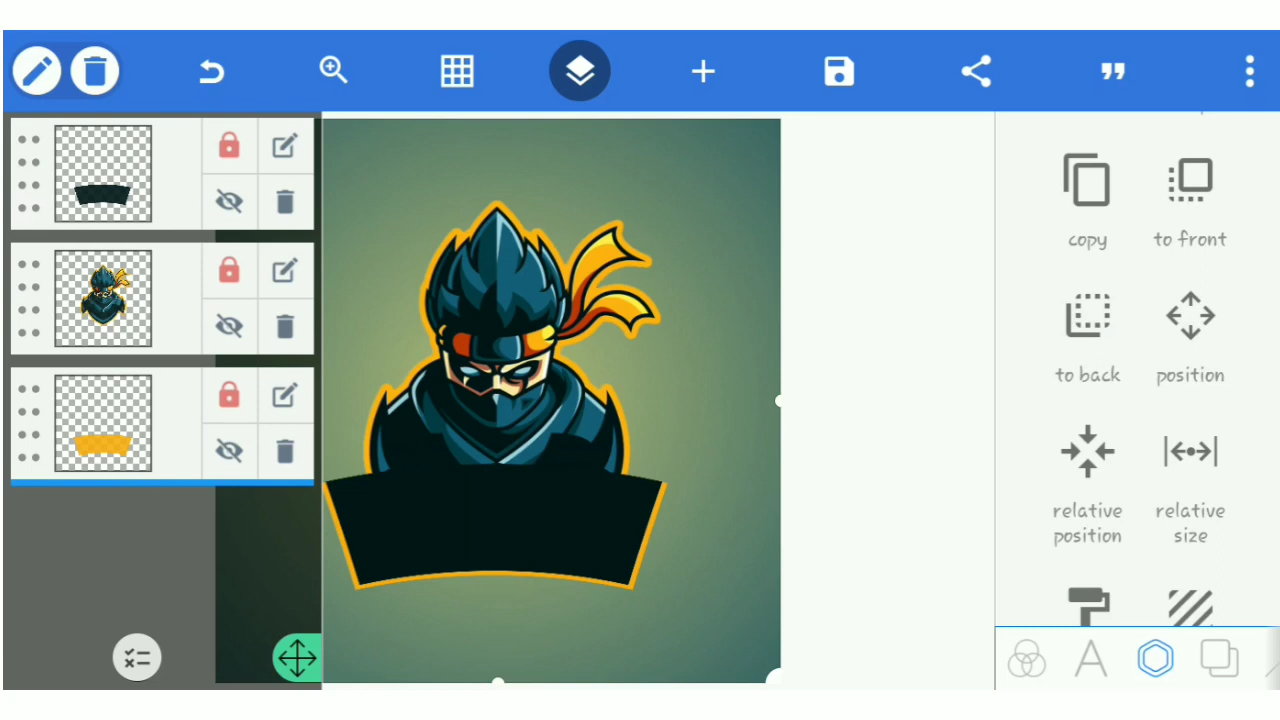 copy
to front
to back
position
relative
position
relative
size